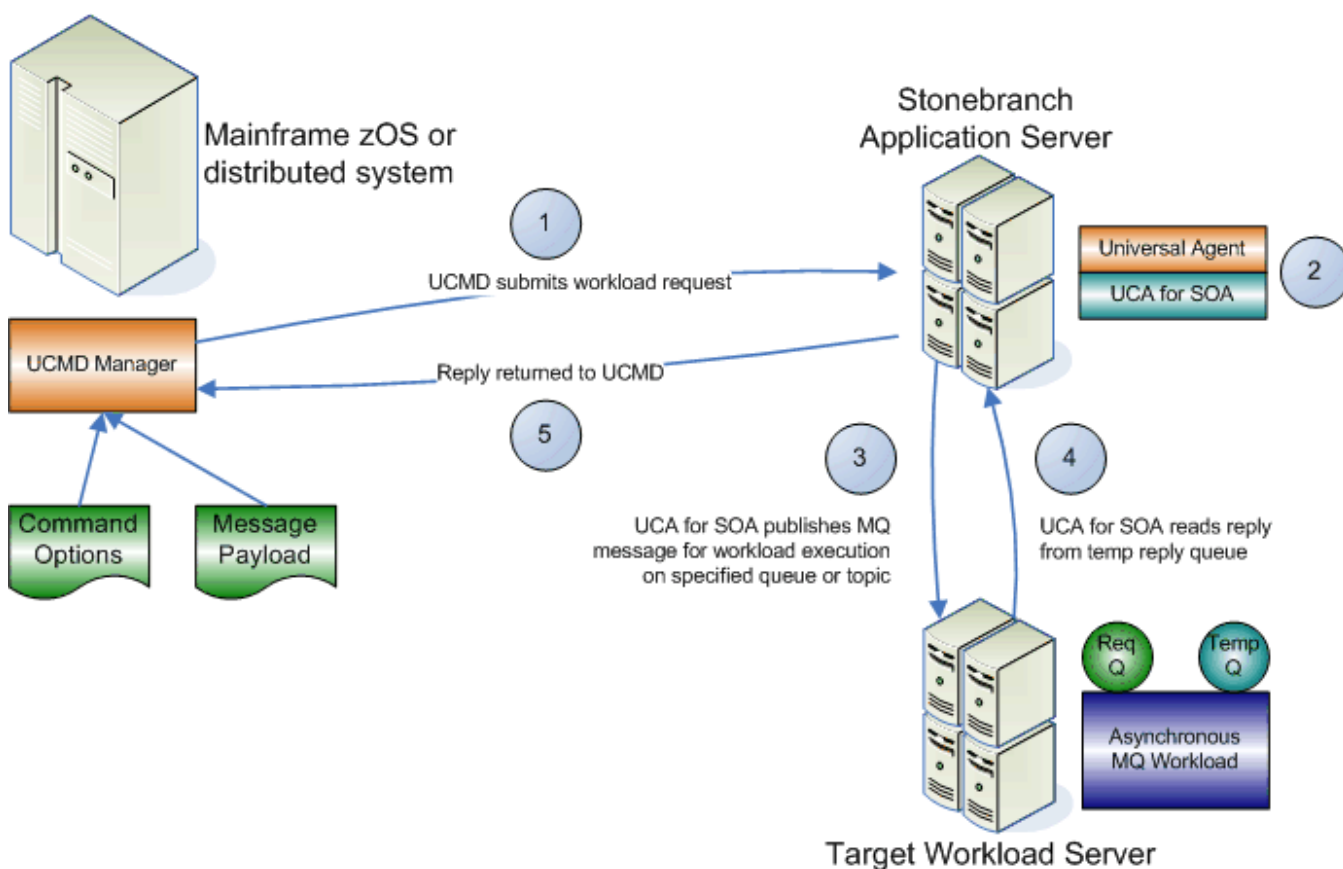 Mainframe zOS or
distributed system
Stonebranch
Application Server
1
UCMD submits workload request
Universal Agent
UCA for SOA
2
UCMD Manager
Reply returned to UCMD
5
3
4
Command
Options
Message
Payload
UCA for SOA publishes MQ
message for workload execution
on specified queue or topic
UCA for SOA reads reply
from temp reply queue
Req
Q
Temp
Q
Asynchronous
MQ Workload
Target Workload Server